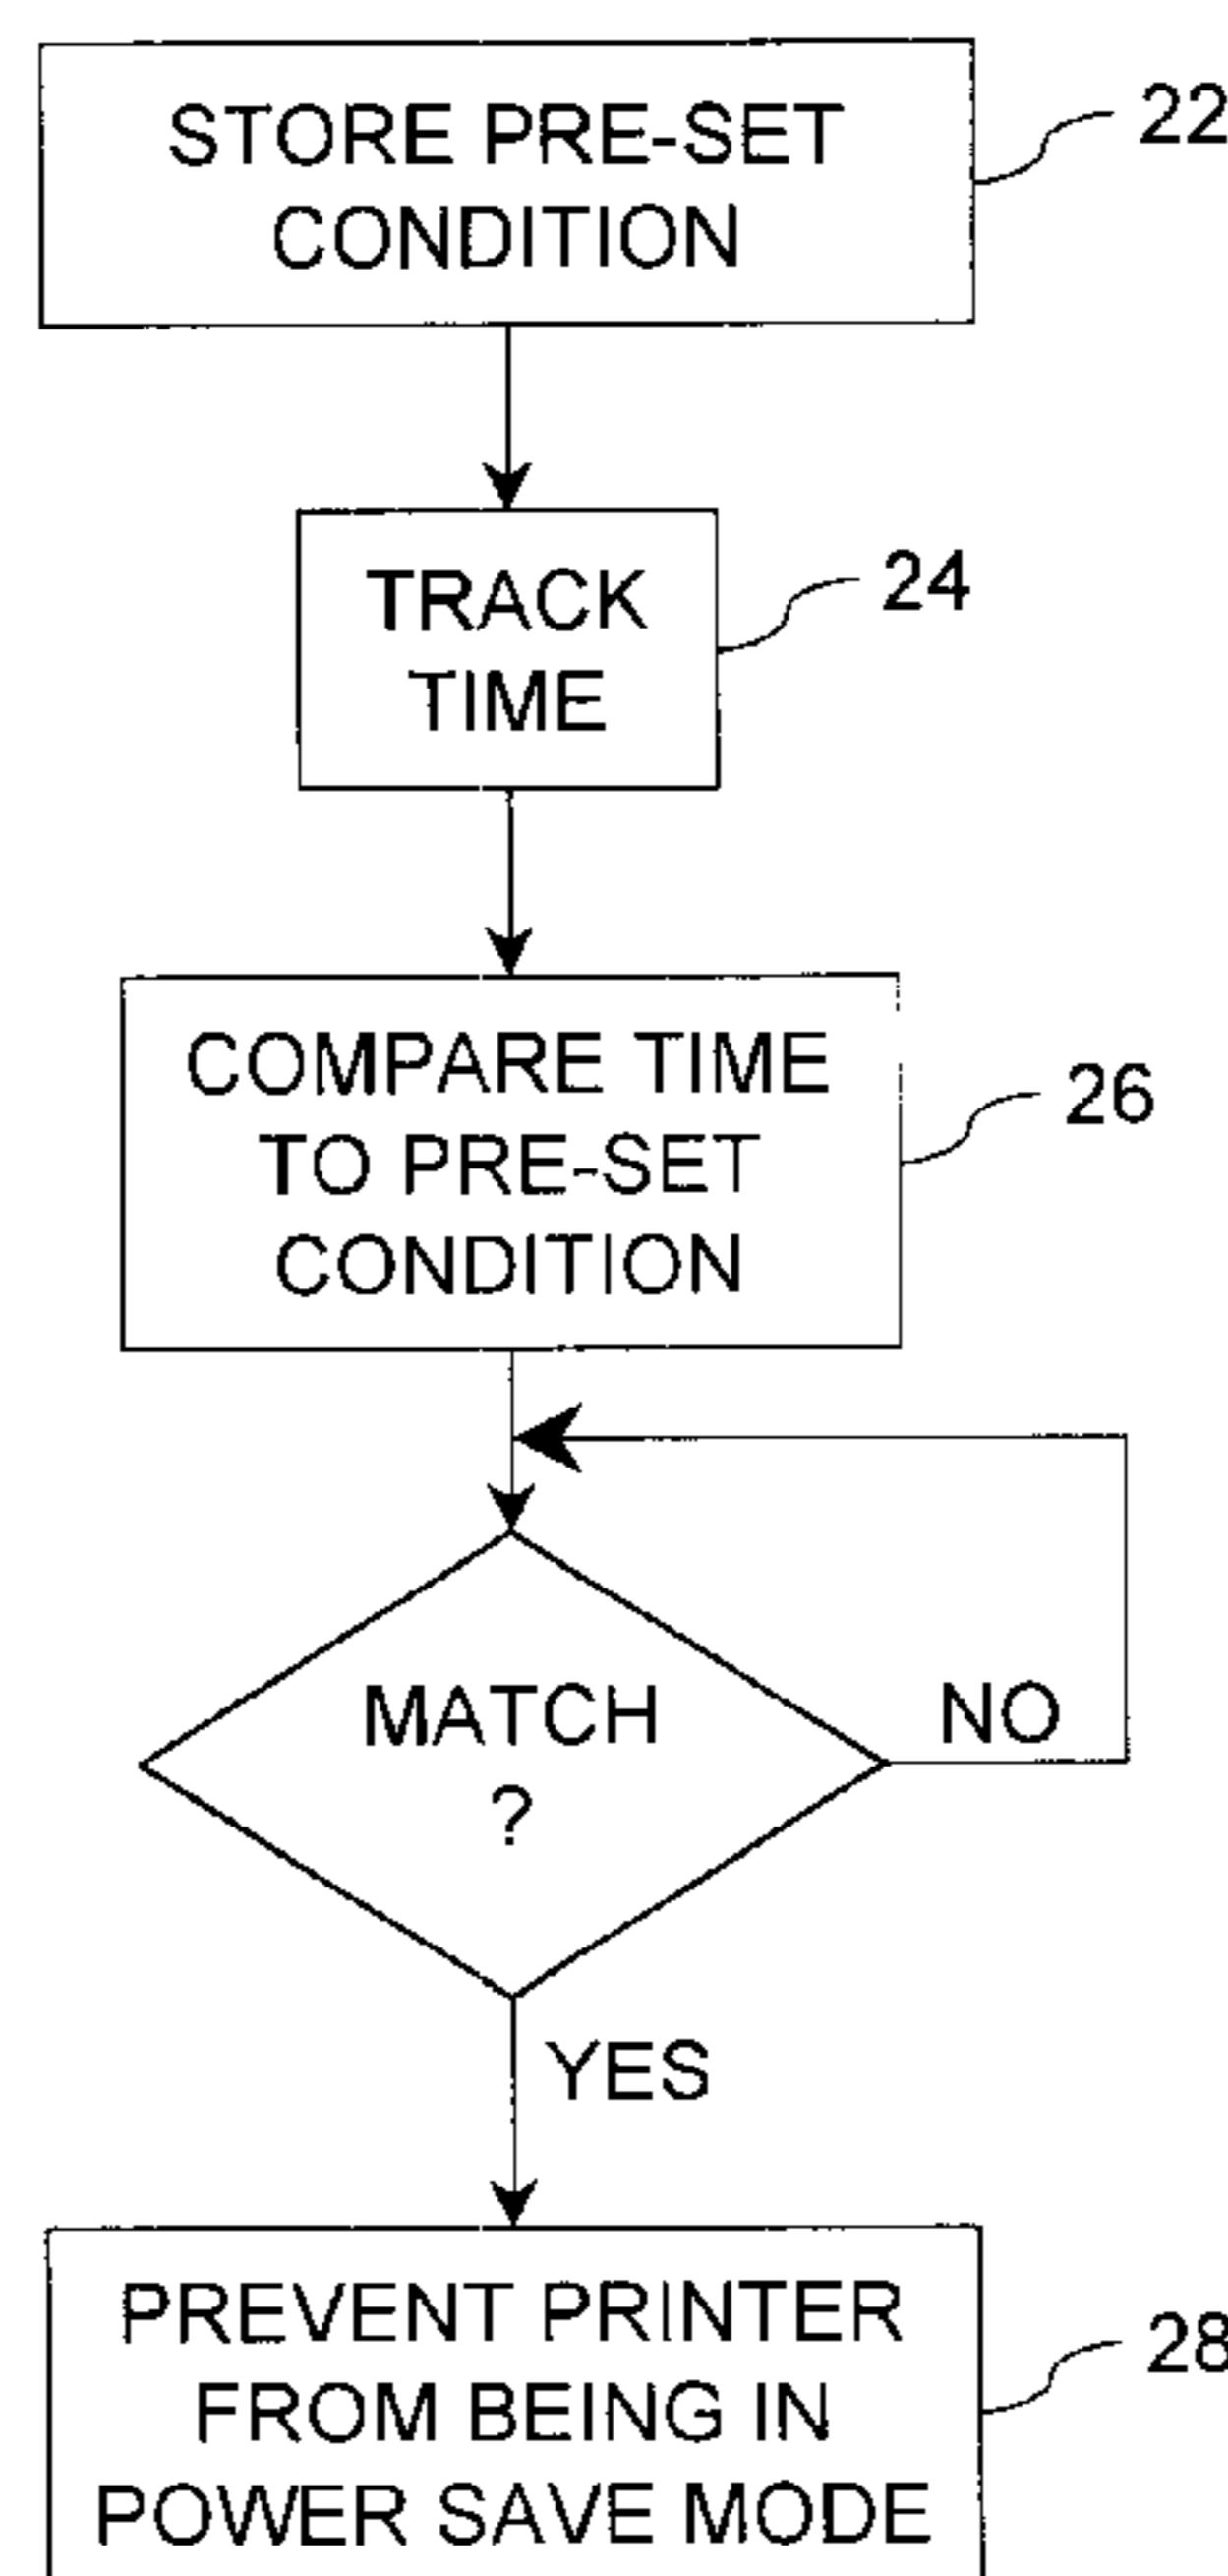 STORE PRE-SET
CONDITION
22
TRACK
TIME
24
COMPARE TIME
TO PRE-SET
CONDITION
26
MATCH
?
NO
YES
PREVENT PRINTER
FROM BEING IN
POWER SAVE MODE
28